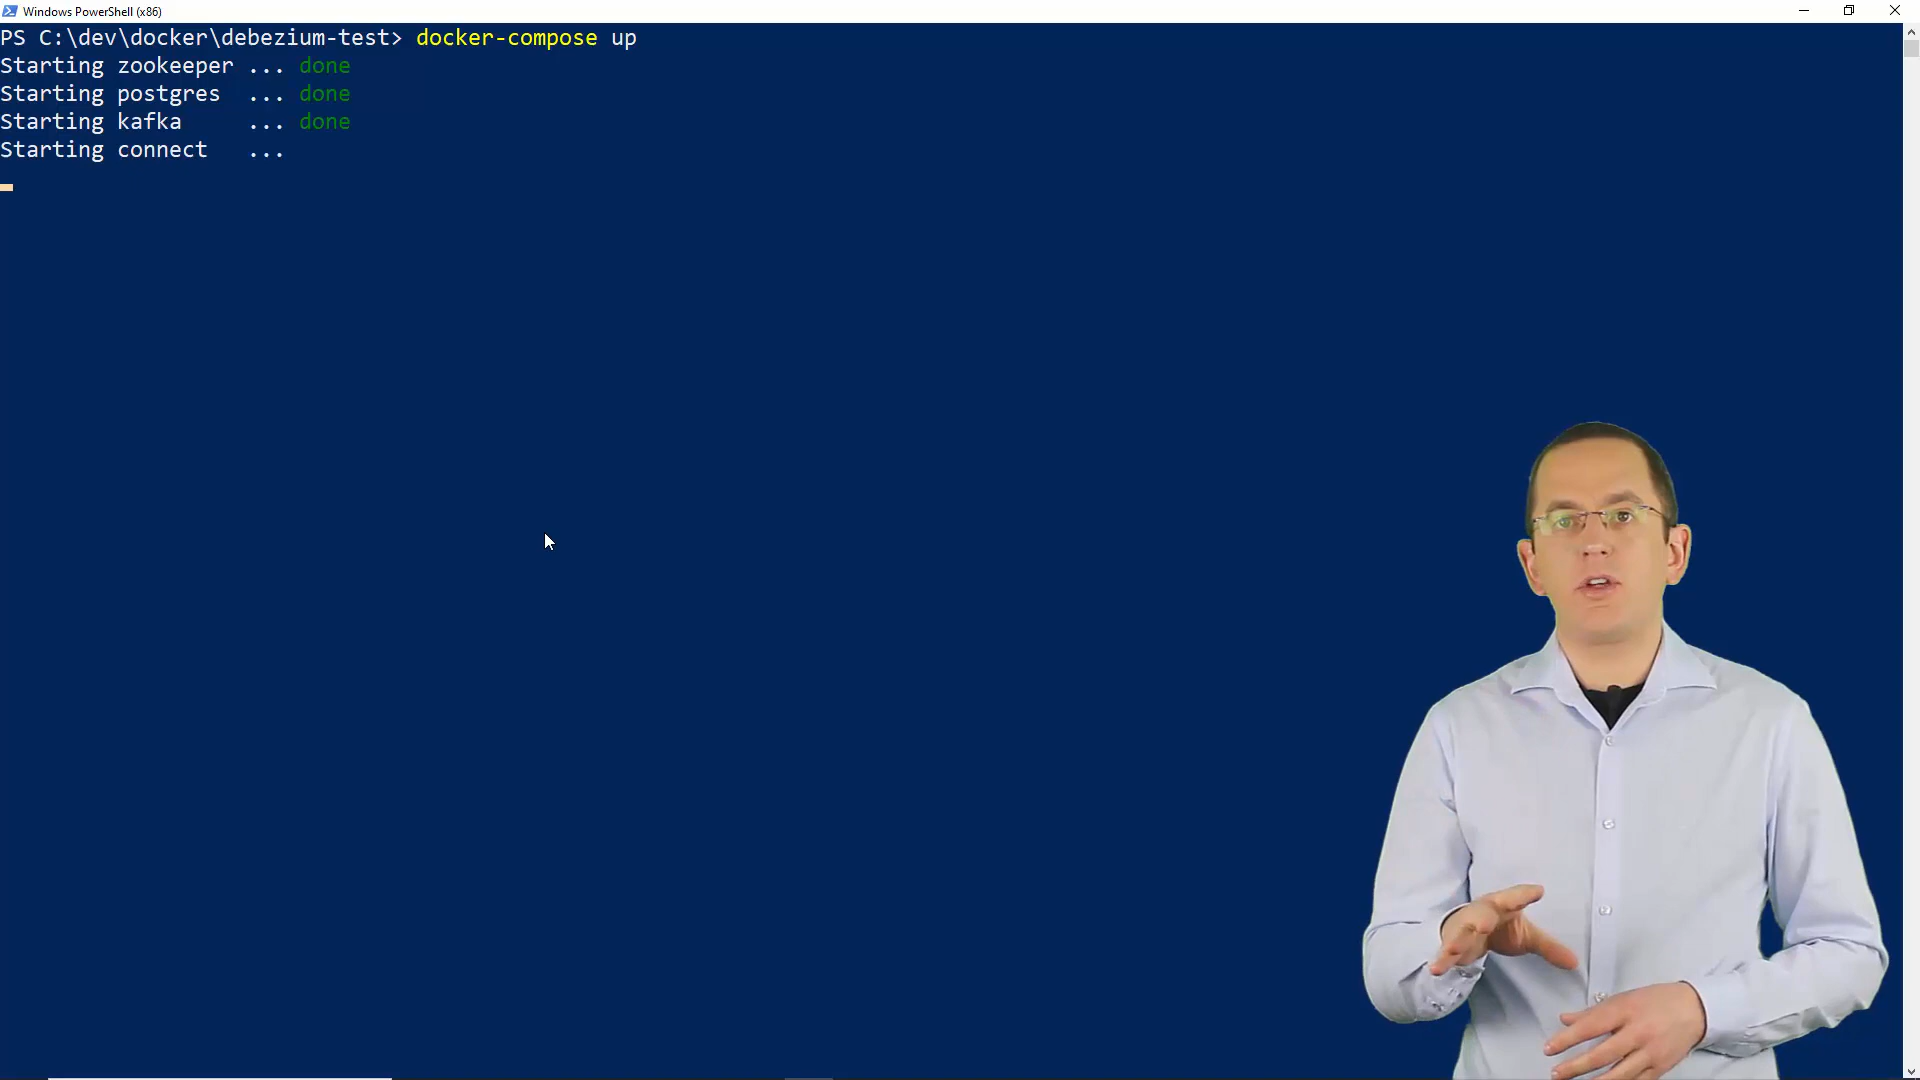 Windows PowerShell (x86)
PS C:\dev\docker\debezium-test> docker-compose up
Starting zookeeper ... done
Starting postgres  ... done
Starting kafka     ... done
Starting connect   ...